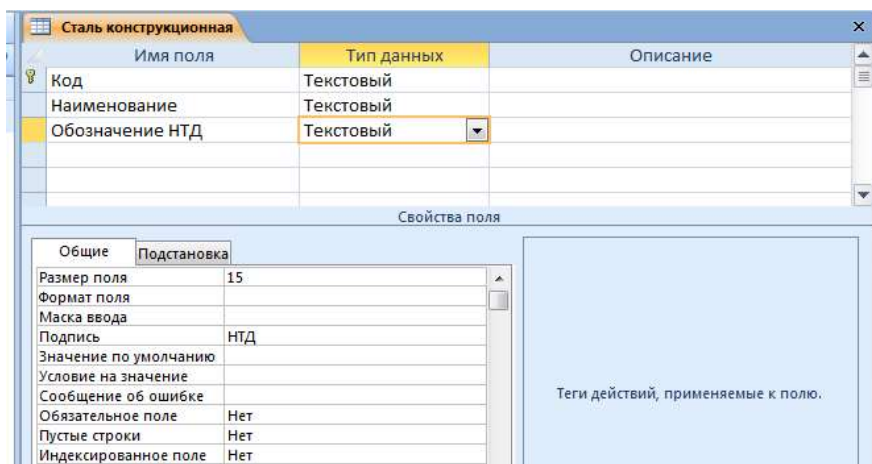 Сталь конструкционная
Имя поля Тип данных Описание
Код Текстовый
Наименование Текстовый
Обозначение НТД Текстовый
Свойства поля
Общие Подстановка
Размер поля 15
Формат поля
Маска ввода
Подпись НТД
Значение по умолчанию
Условие на значение
Сообщение об ошибке
Обязательное поле Нет
Пустые строки Нет
Индексированное поле Нет
Теги действий, применяемые к полю.